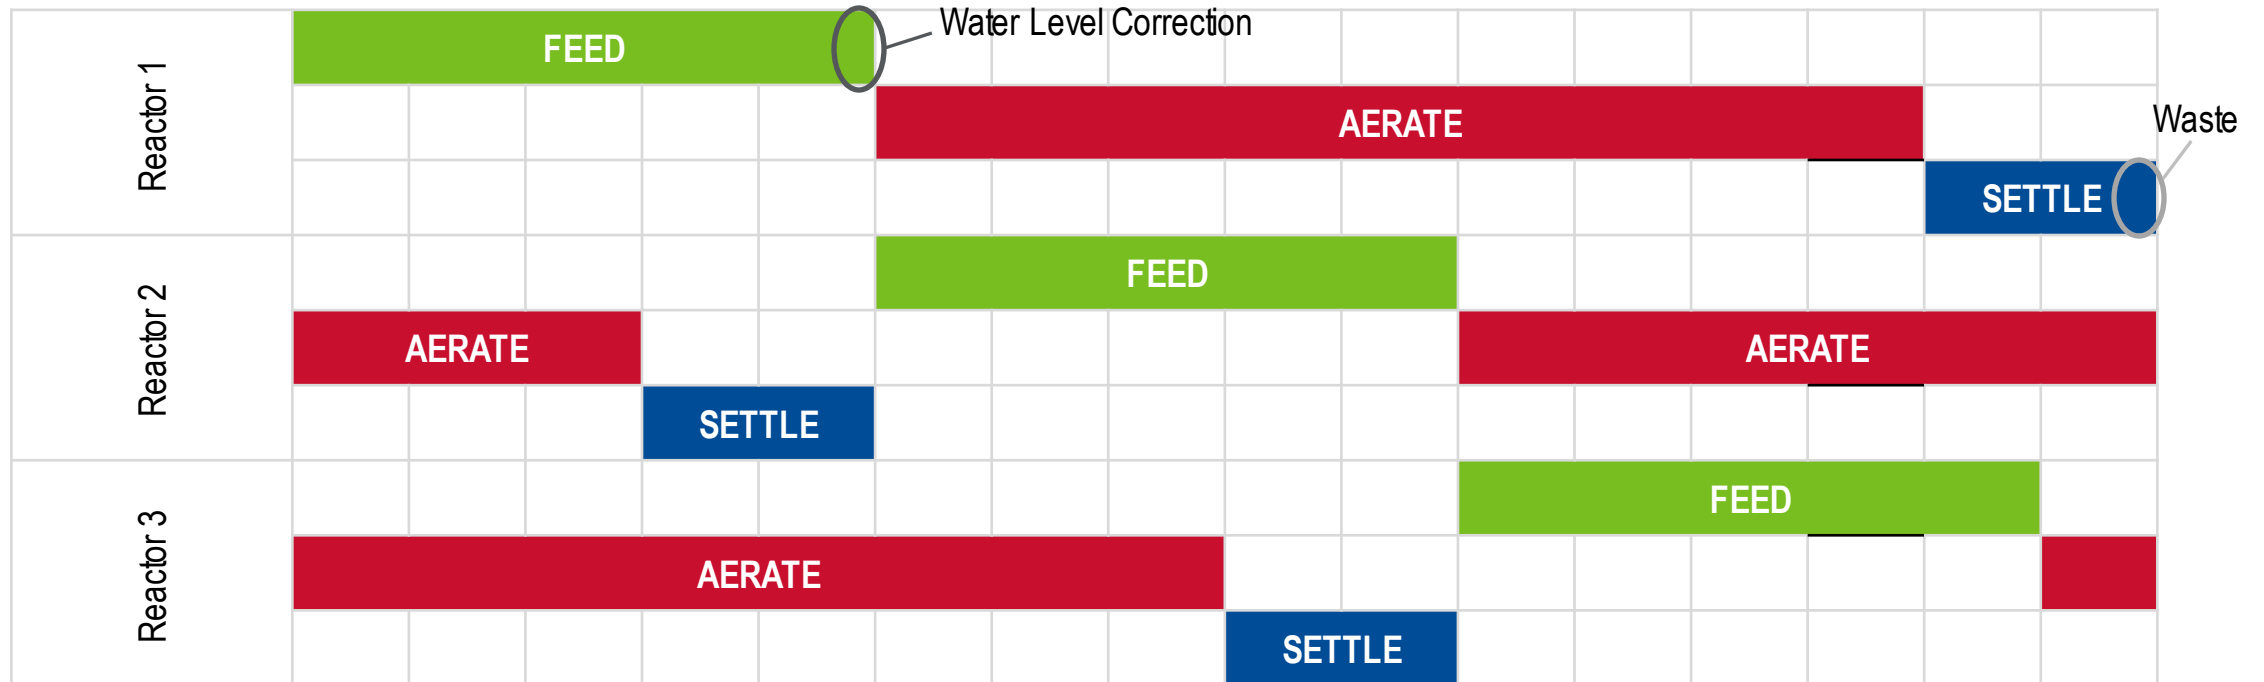 Water Level Correction
FEED
Reactor 1
AERATE
Waste
SETTLE
FEED
Reactor 2
AERATE
AERATE
SETTLE
FEED
Reactor 3
AERATE
SETTLE